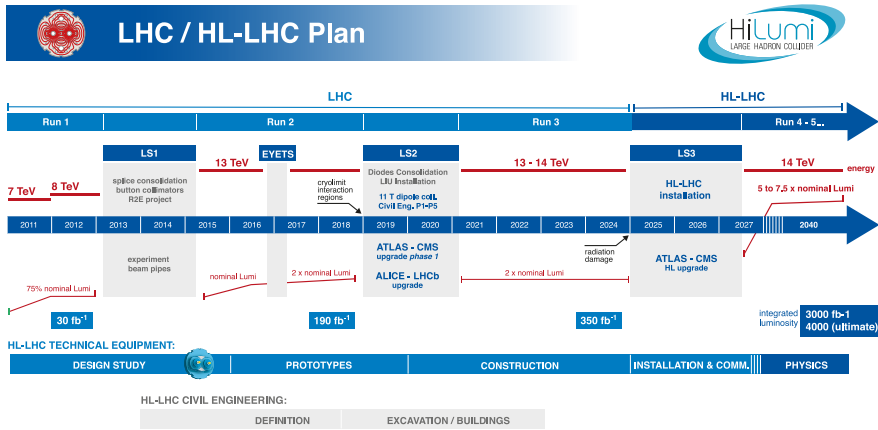 LHC / HL-LHC Plan
HiLumi
LARGE HADRON COLLIDER
LHC
HL-LHC
Run 1
Run 2
Run 3
Run 4 - 5...
LS1
EYETS
LS2
LS3
13 TeV
13 - 14 TeV
14 TeV
energy
7 TeV
8 TeV
splice consolidation
button collimators
R2E project
cryolimit
interaction
regions
Diodes Consolidation
LIU Installation
11 T dipole coll.
Civil Eng. P1-P5
HL-LHC
installation
5 to 7,5 x nominal Lumi
2011
2012
2013
2014
2015
2016
2017
2018
2019
2020
2021
2022
2023
2024
2025
2026
2027
2040
experiment
beam pipes
ATLAS - CMS
upgrade phase 1
ALICE - LHCb
upgrade
radiation
damage
ATLAS - CMS
HL upgrade
75% nominal Lumi
nominal Lumi
2 x nominal Lumi
2 x nominal Lumi
30 fb-1
190 fb-1
350 fb-1
integrated
luminosity
3000 fb-1
4000 (ultimate)
HL-LHC TECHNICAL EQUIPMENT:
DESIGN STUDY
PROTOTYPES
CONSTRUCTION
INSTALLATION & COMM.
PHYSICS
HL-LHC CIVIL ENGINEERING:
DEFINITION
EXCAVATION / BUILDINGS